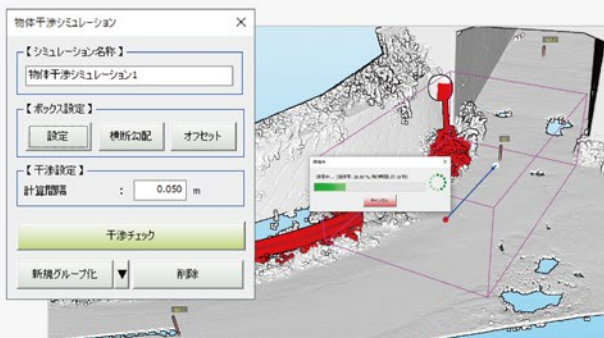 物体干渉シミュレーション
【シミュレーション名称】
物体干渉シミュレーション1
【ボックス設定】
設定 横断勾配 オフセット
【干渉設定】
計算間隔 : 0.050 m
干渉チェック
新規グループ化 ▼ 削除
キャンセル